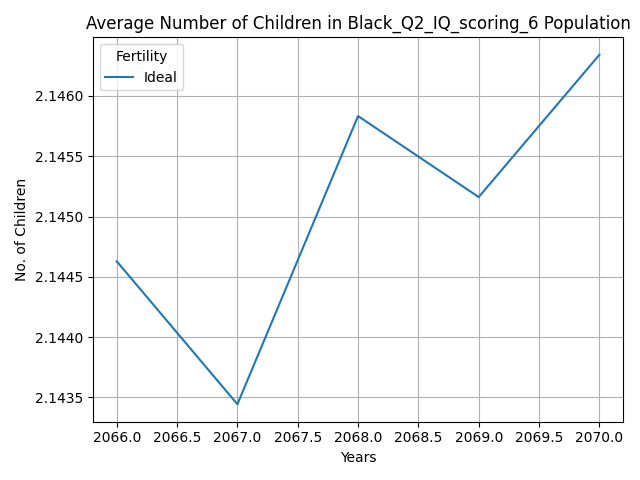 Average Number of Children in Black_Q2_IQ_scoring_6 Population
Fertility
Ideal
2.1460
2.1455
2.1450
2.1445
2.1440
2.1435
No. of Children
2066.0 2066.5 2067.0 2067.5 2068.0 2068.5 2069.0 2069.5 2070.0
Years